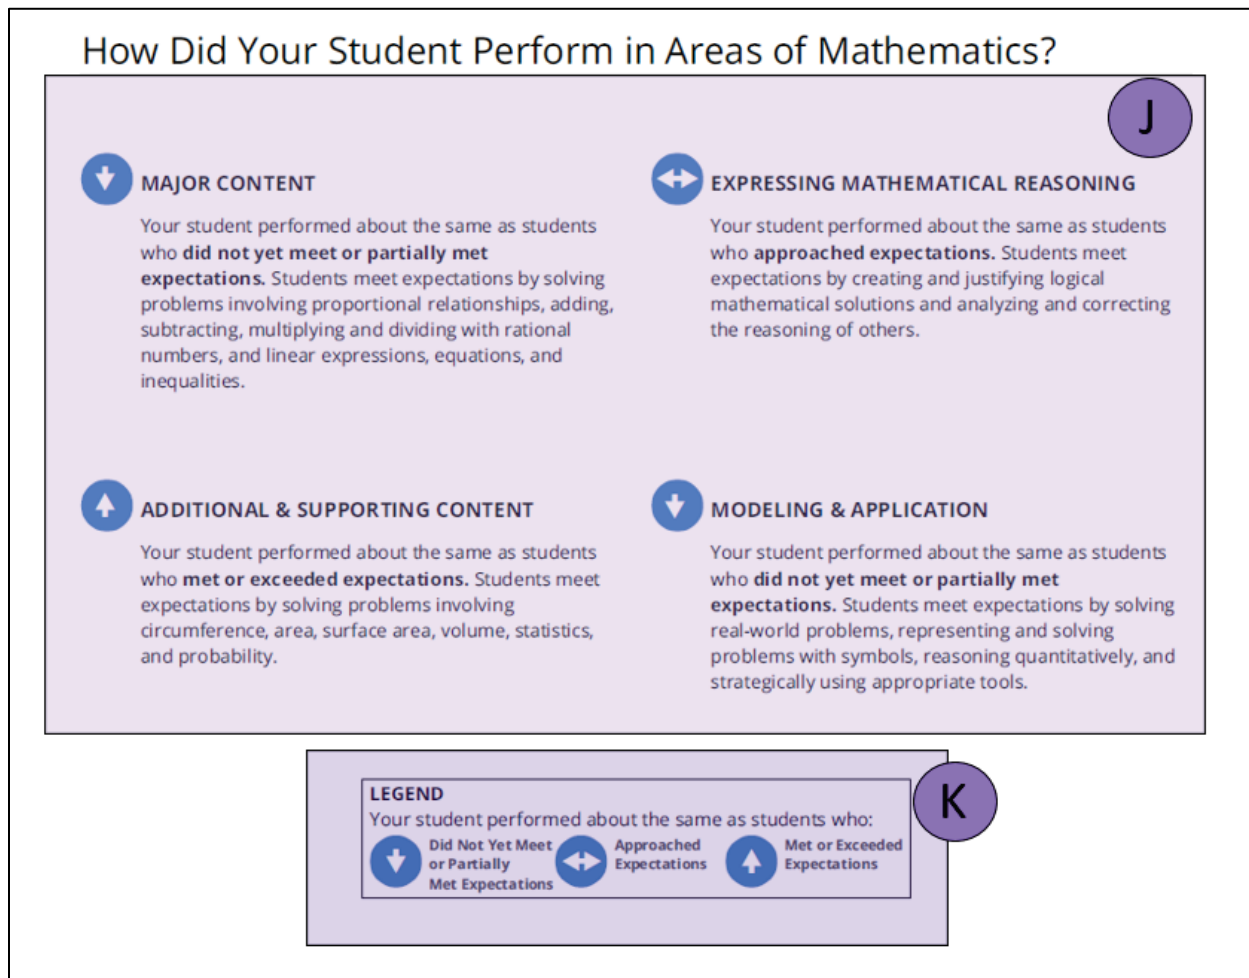 How Did Your Student Perform in Areas of Mathematics?
J
MAJOR CONTENT
Your student performed about the same as students
who did not yet meet or partially met
expectations. Students meet expectations by solving
problems involving proportional relationships, adding,
subtracting, multiplying and dividing with rational
numbers, and linear expressions, equations, and
inequalities.
EXPRESSING MATHEMATICAL REASONING
Your student performed about the same as students
who approached expectations. Students meet
expectations by creating and justifying logical
mathematical solutions and analyzing and correcting
the reasoning of others.
ADDITIONAL & SUPPORTING CONTENT
Your student performed about the same as students
who met or exceeded expectations. Students meet
expectations by solving problems involving
circumference, area, surface area, volume, statistics,
and probability.
MODELING & APPLICATION
Your student performed about the same as students
who did not yet meet or partially met
expectations. Students meet expectations by solving
real-world problems, representing and solving
problems with symbols, reasoning quantitatively, and
strategically using appropriate tools.
K
LEGEND
Your student performed about the same as students who:
Did Not Yet Meet
or Partially
Met Expectations
Approached
Expectations
Met or Exceeded
Expectations